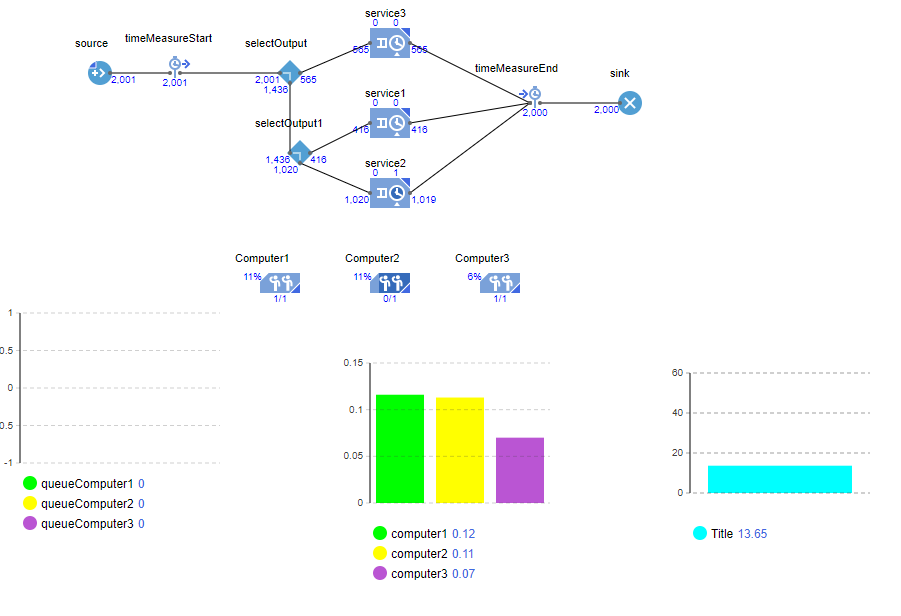 service3
0 0
source
timeMeasureStart
selectOutput
565
565
timeMeasureEnd
sink
2,001
2,001
2,001
565
1,436
service1
0 0
2,000
2,000
selectOutput1
416
416
1,436
416
1,020
service2
0 1
1,020
1,019
Computer1
Computer2
Computer3
11%
11%
6%
1/1
0/1
1/1
1
0.5
0
0.5
-1
queueComputer1 0
queueComputer2 0
queueComputer3 0
0.15
0.1
0.05
0
computer1 0.12
computer2 0.11
computer3 0.07
60
40
20
0
Title 13.65